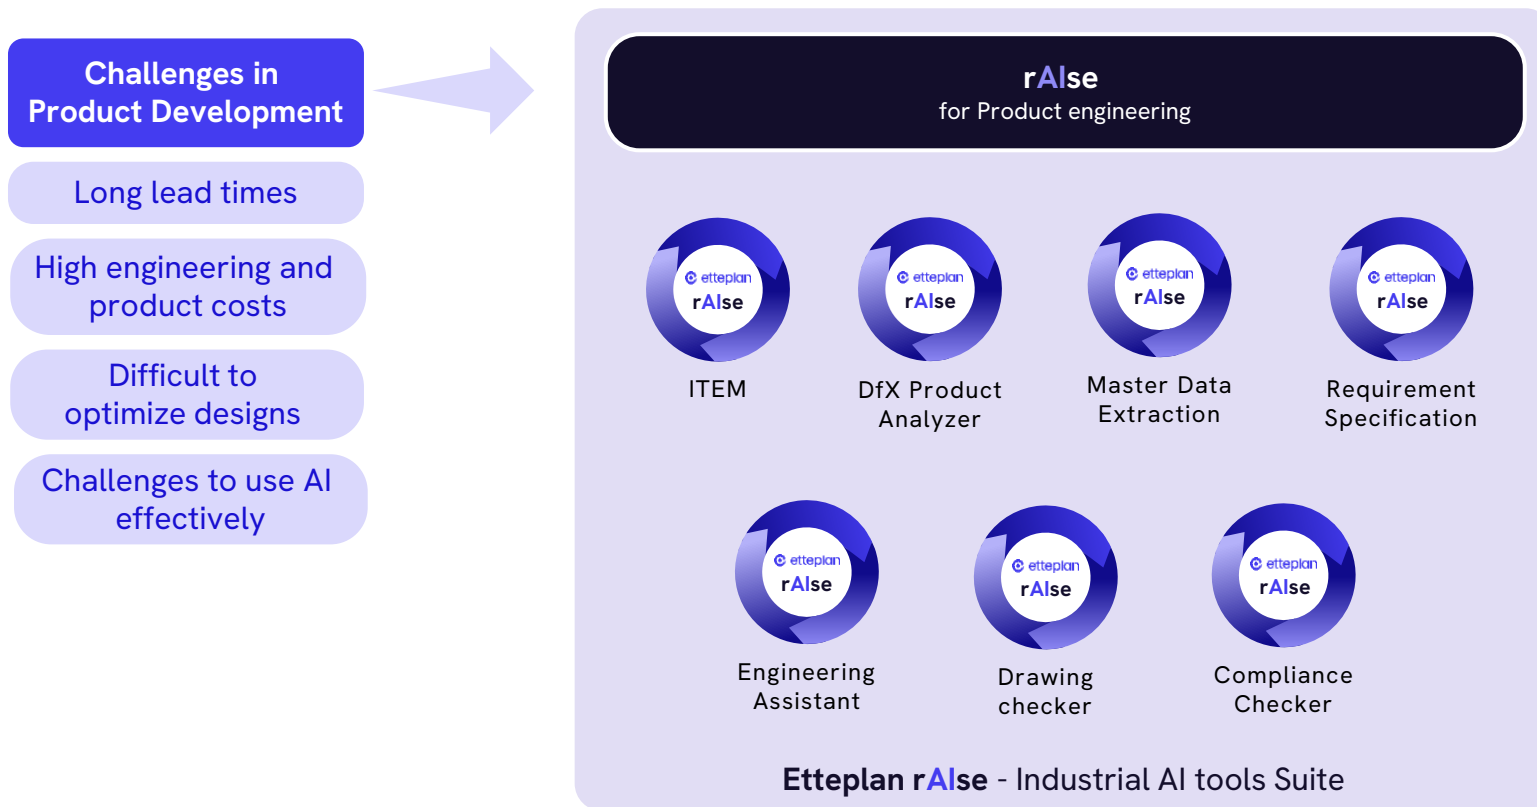 Challenges in
Product Development
Long lead times
High engineering and
product costs
Difficult to
optimize designs
Challenges to use AI
effectively
rAIse
for Product engineering
etteplan
rAIse
ITEM
etteplan
rAIse
DfX Product
Analyzer
etteplan
rAIse
Master Data
Extraction
etteplan
rAIse
Requirement
Specification
etteplan
rAIse
Engineering
Assistant
etteplan
rAIse
Drawing
checker
etteplan
rAIse
Compliance
Checker
Etteplan rAIse - Industrial AI tools Suite